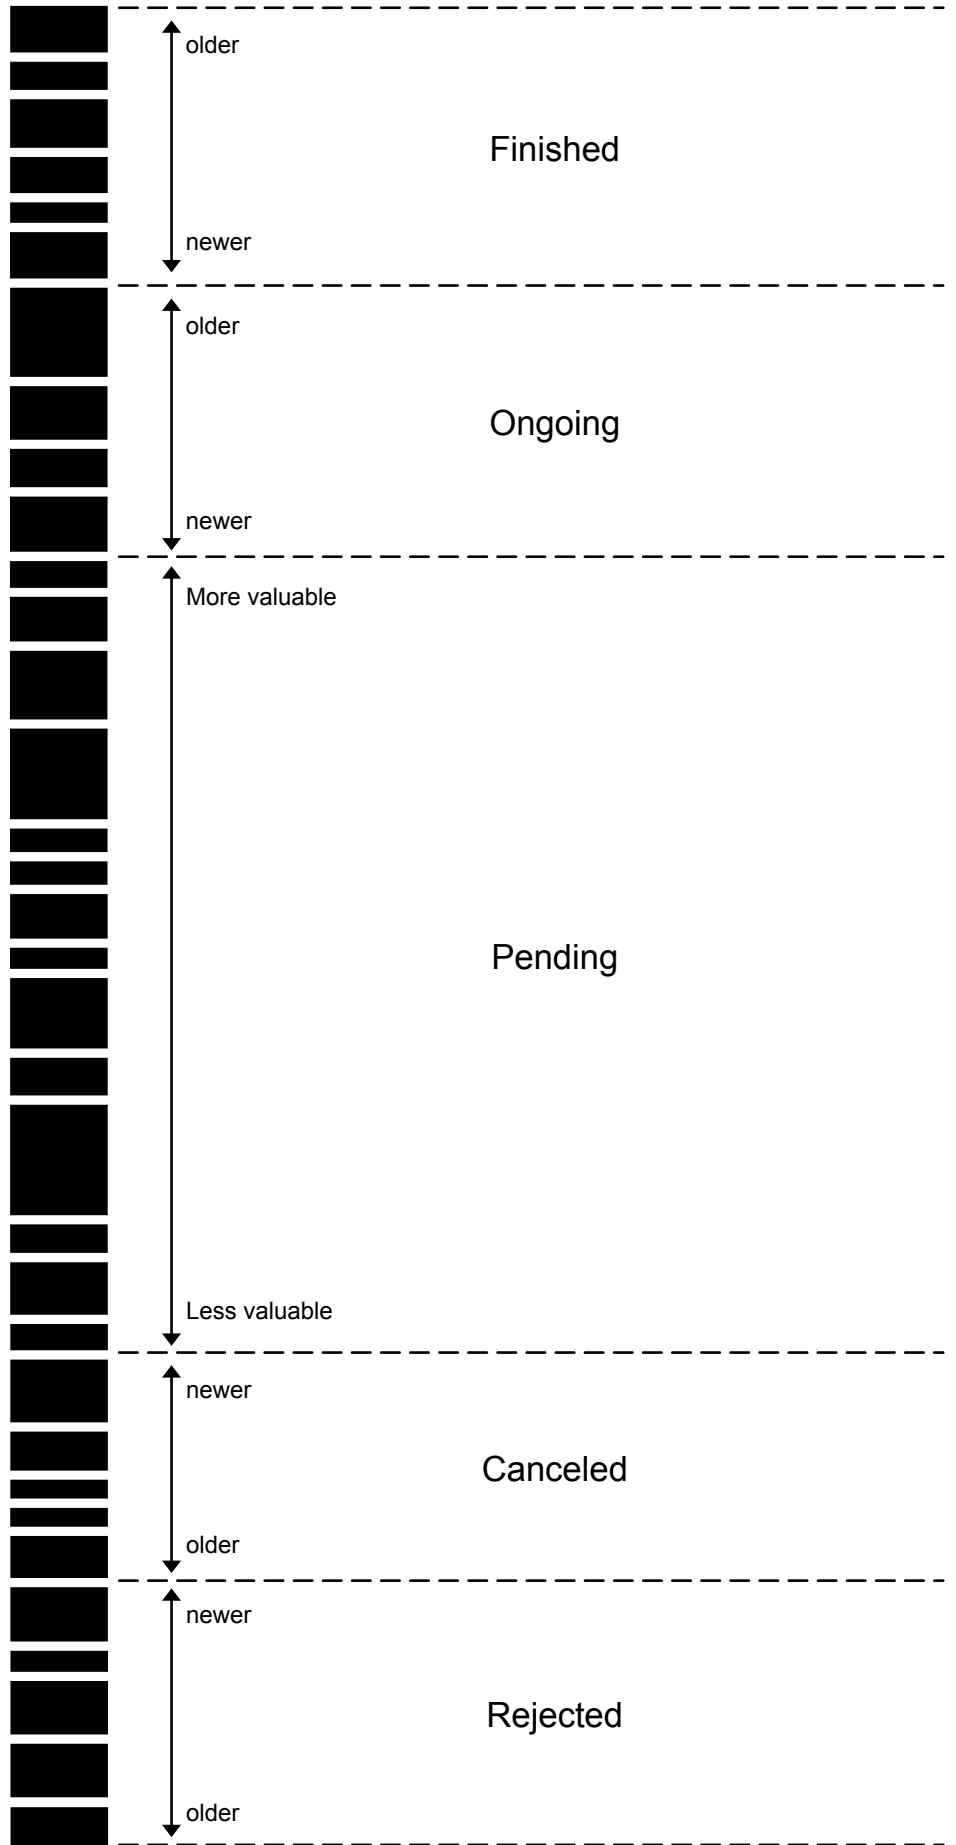 older
Finished
newer
older
Ongoing
newer
More valuable
Pending
Less valuable
newer
Canceled
older
newer
Rejected
older